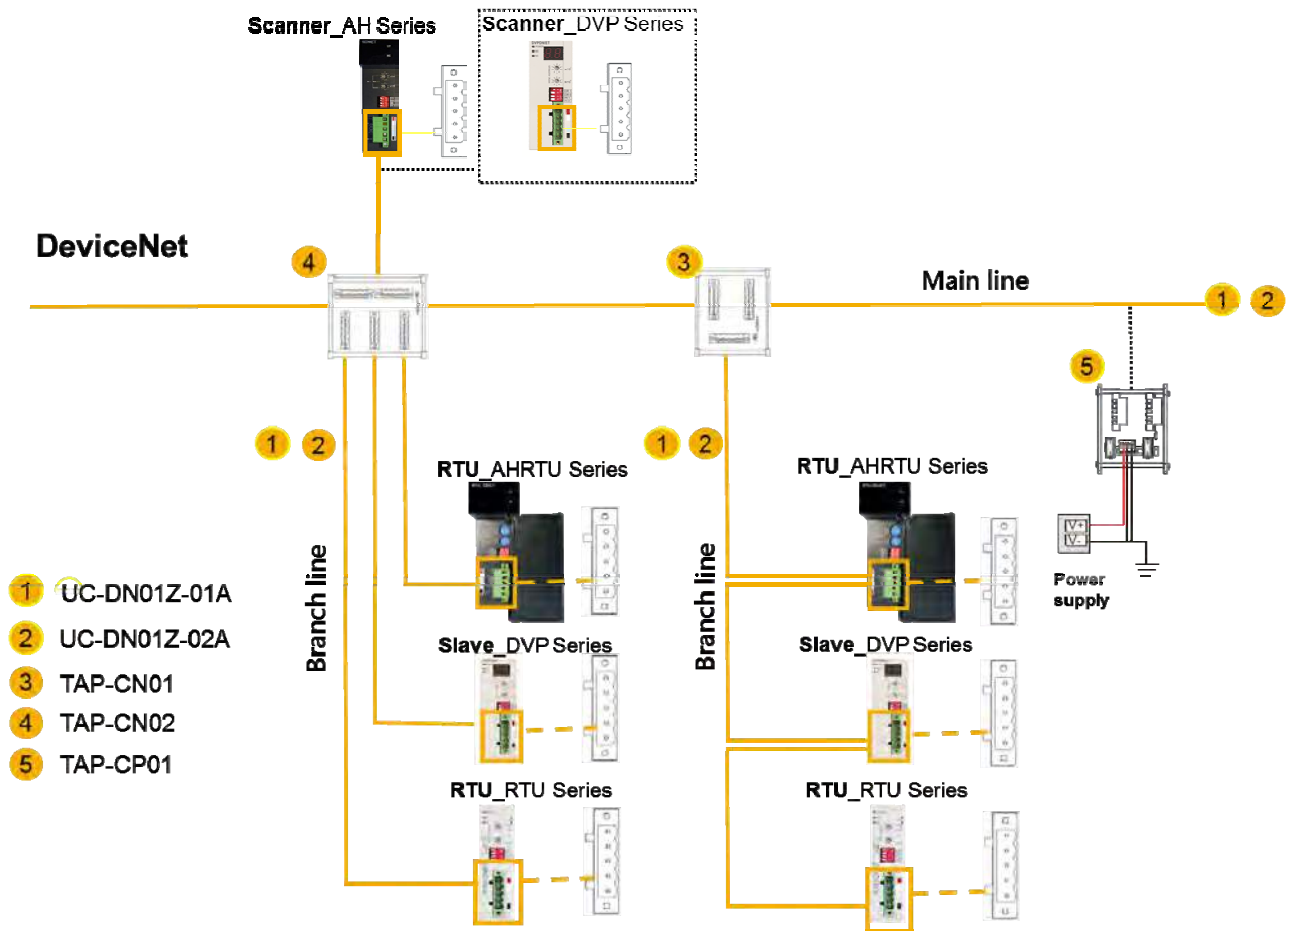 Scanner_AH Series
Scanner_DVP Series
DeviceNet
4
3
Main line
1 2
5
1 2
1 2
RTU_AHRTU Series
RTU_AHRTU Series
V+
V-
Power
supply
Branch line
Branch line
1 UC-DN01Z-01A
2 UC-DN01Z-02A
3 TAP-CN01
4 TAP-CN02
5 TAP-CP01
Slave_DVP Series
Slave_DVP Series
RTU_RTU Series
RTU_RTU Series